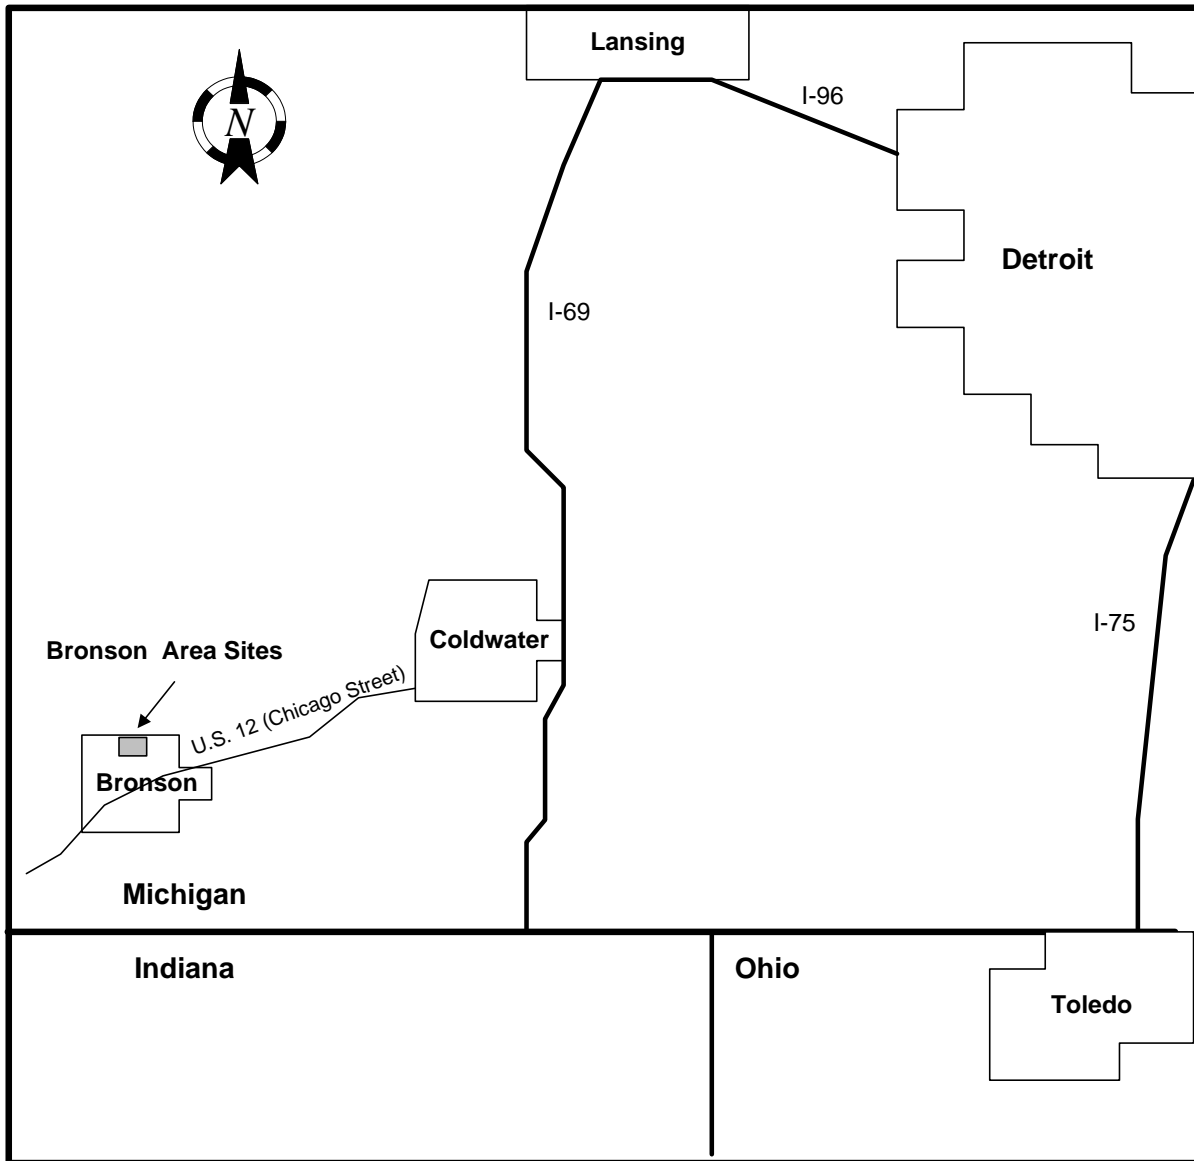 Lansing
I-96
N
Detroit
I-69
Coldwater
I-75
Bronson Area Sites
U.S. 12 (Chicago Street)
Bronson
Michigan
Indiana
Ohio
Toledo